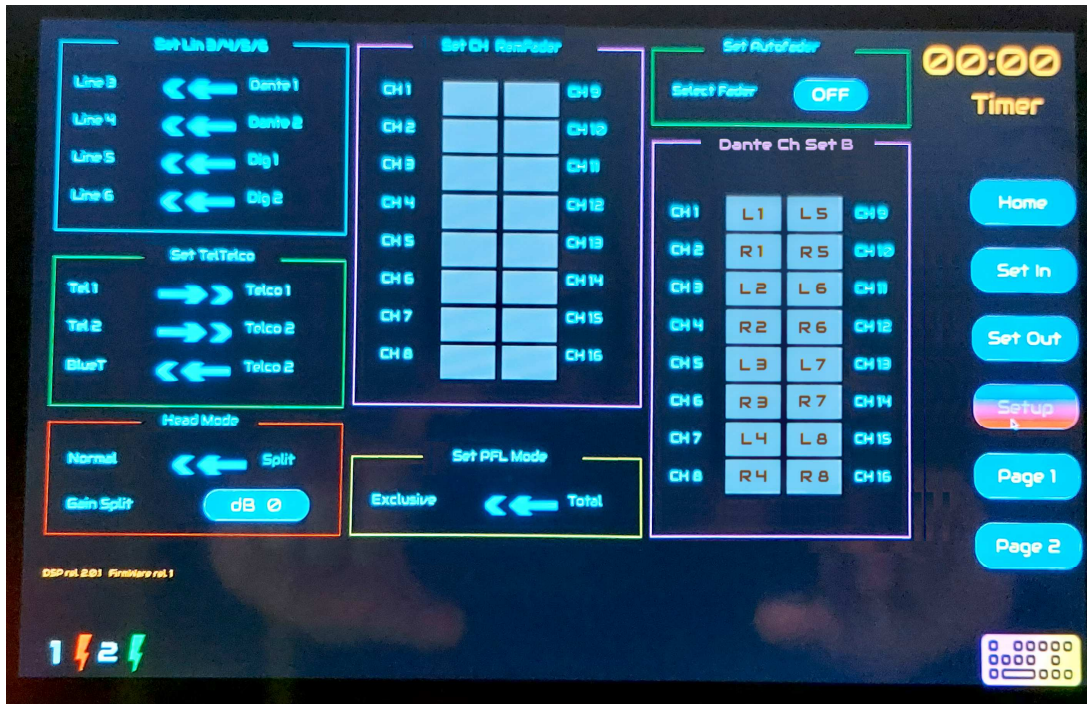 Set Lin 3/4/5/6
Line 3 Dante 1
Line 4 Dante 2
Line 5 Dig 1
Line 6 Dig 2
Set TelTelco
Tel 1 Telco 1
Tel 2 Telco 2
BlueT Telco 2
Head Mode
Normal Split
Gain Split dB 0
DSP rel. 2.0.1 FirmWare rel. 1
1 2
Set CH RemFader
CH 1 CH 9
CH 2 CH 10
CH 3 CH 11
CH 4 CH 12
CH 5 CH 13
CH 6 CH 14
CH 7 CH 15
CH 8 CH 16
Set PFL Mode
Exclusive Total
Set AutoFader
Select Fader OFF
Dante Ch Set B
CH 1 L 1 L 5 CH 9
CH 2 R 1 R 5 CH 10
CH 3 L 2 L 6 CH 11
CH 4 R 2 R 6 CH 12
CH 5 L 3 L 7 CH 13
CH 6 R 3 R 7 CH 14
CH 7 L 4 L 8 CH 15
CH 8 R 4 R 8 CH 16
00:00
Timer
Home
Set In
Set Out
Setup
Page 1
Page 2